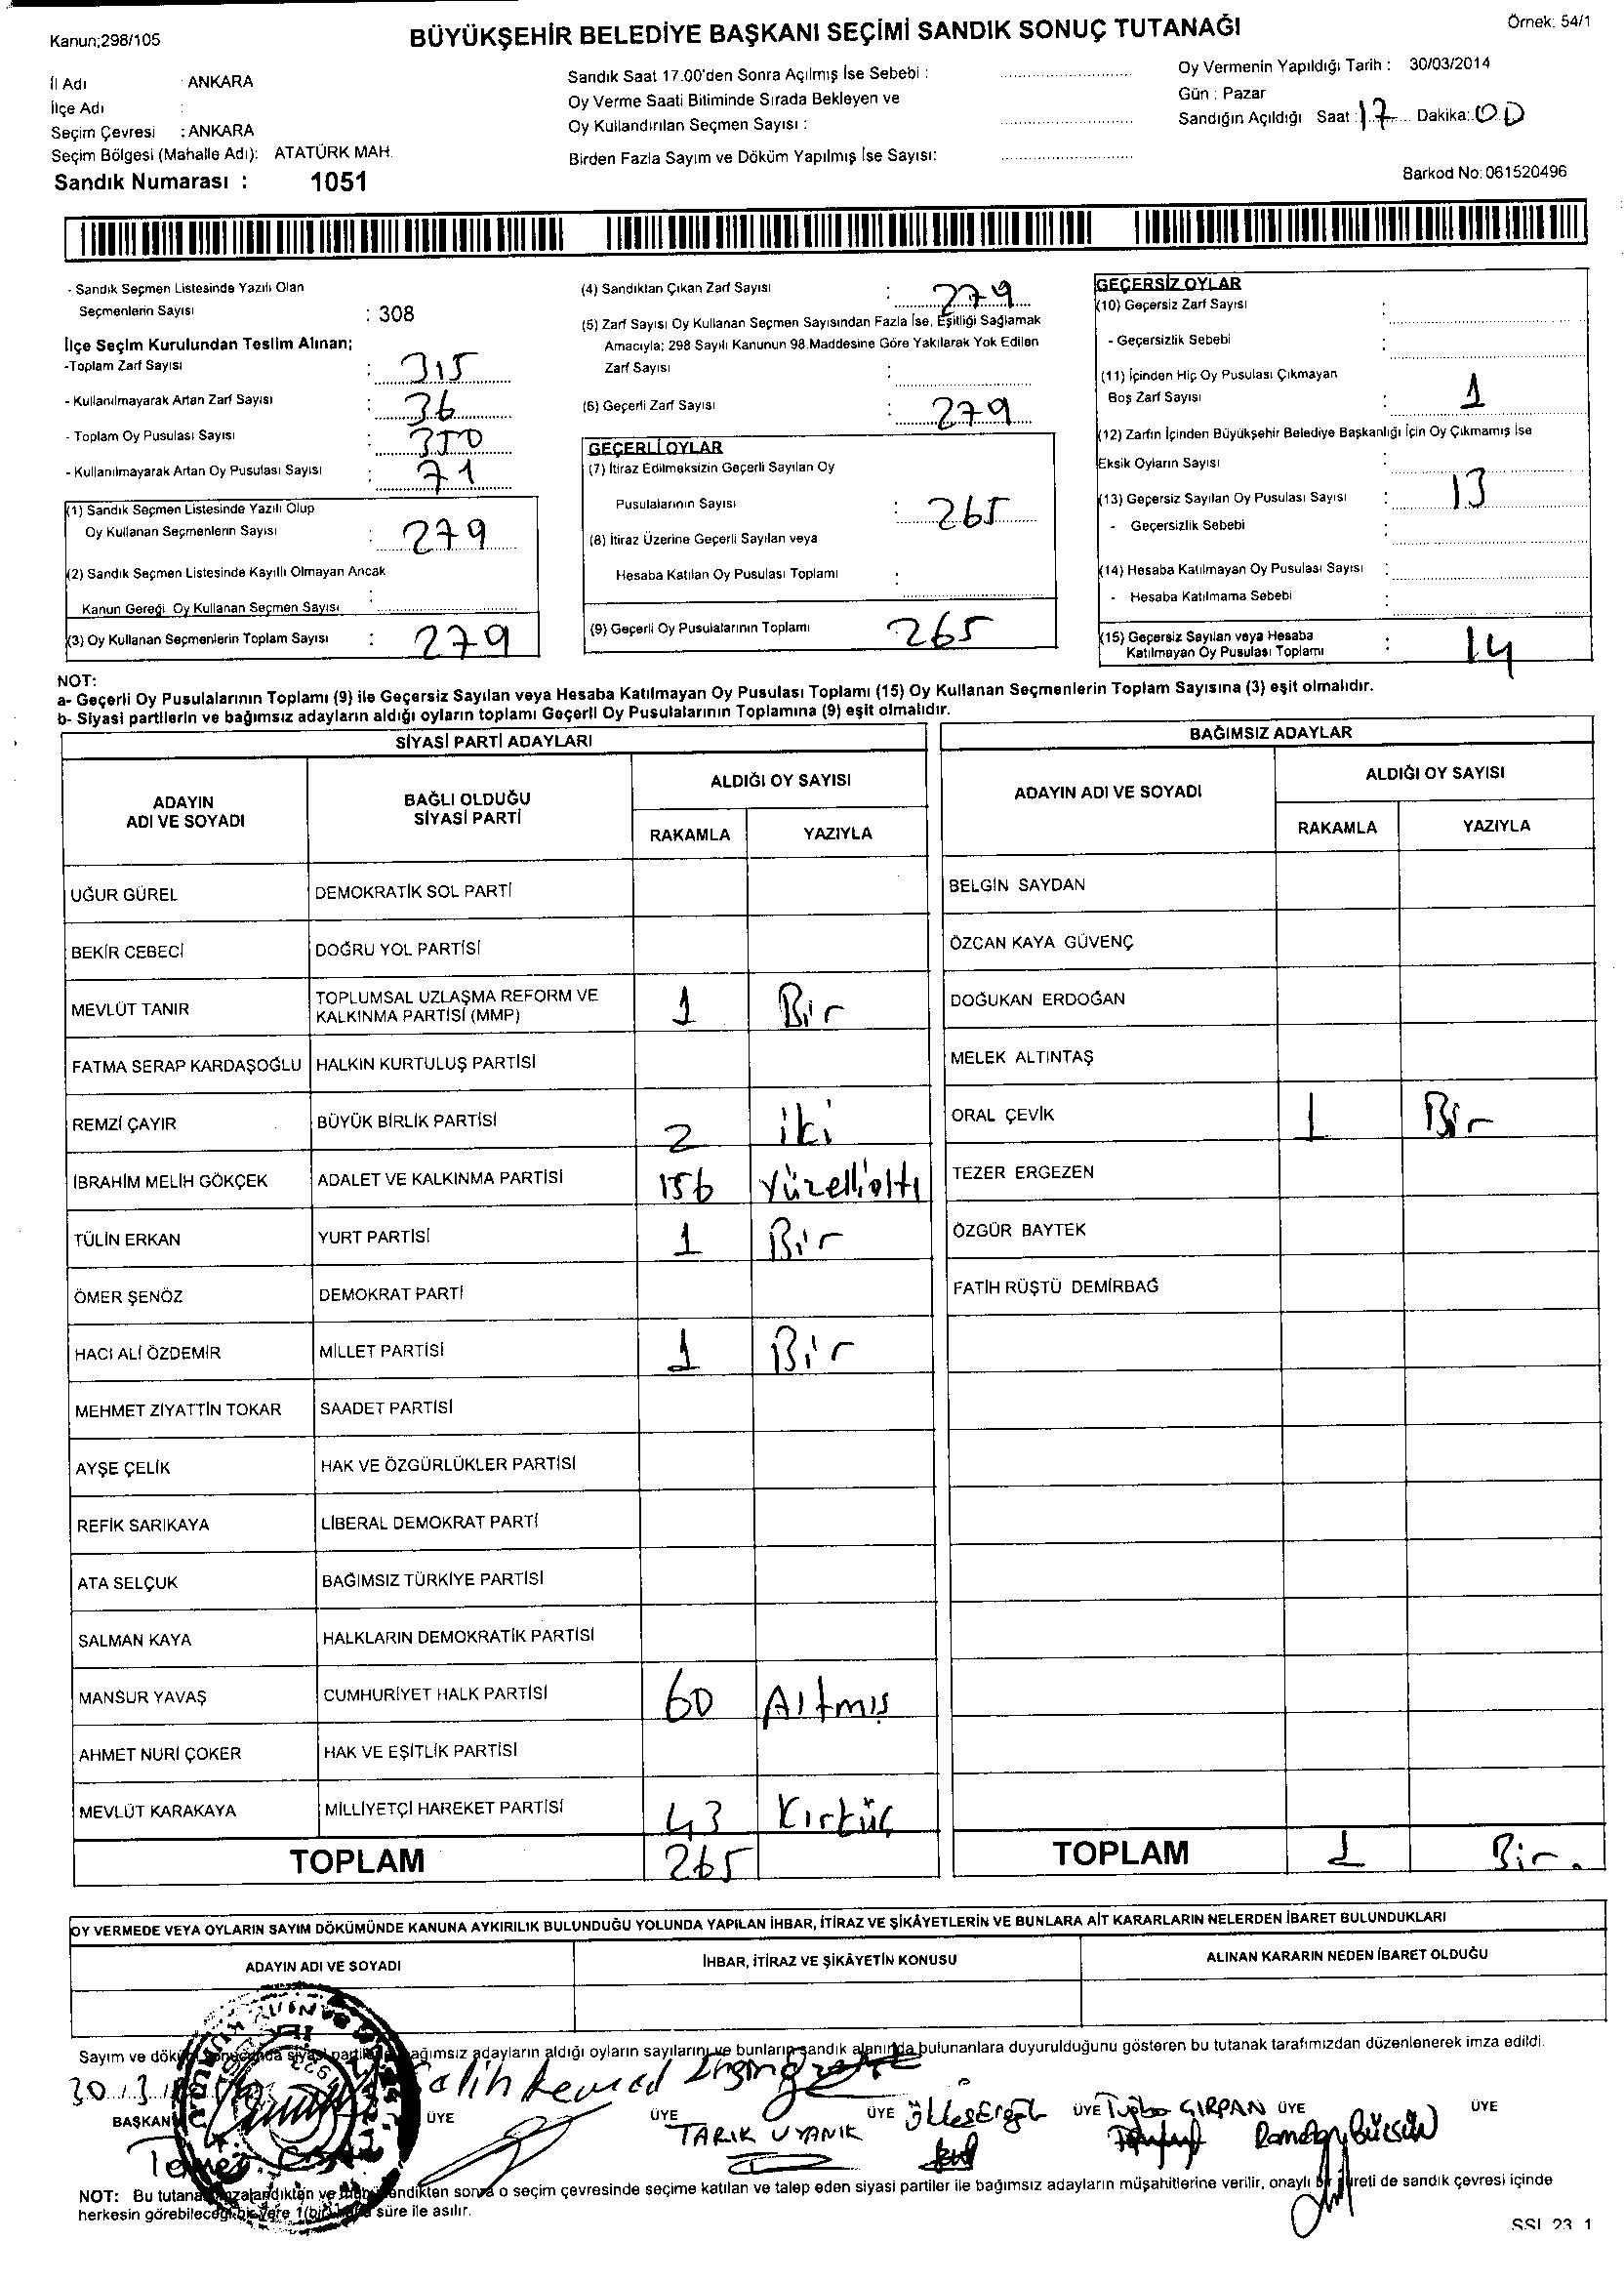 Kanun;298/105
BÜYÜKŞEHİR BELEDİYE BAŞKANI SEÇİMİ SANDIK SONUÇ TUTANAĞI
Örnek: 54/1
İl Adı : ANKARA
İlçe Adı :
Seçim Çevresi : ANKARA
Seçim Bölgesi (Mahalle Adı): ATATÜRK MAH.
Sandık Numarası : 1051
Sandık Saat 17.00'den Sonra Açılmış İse Sebebi :
Oy Verme Saati Bitiminde Sırada Bekleyen ve
Oy Kullandırılan Seçmen Sayısı :
Birden Fazla Sayım ve Döküm Yapılmış İse Sayısı:
Oy Vermenin Yapıldığı Tarih : 30/03/2014
Gün : Pazar
Sandığın Açıldığı Saat : 17 Dakika: 00
Barkod No: 061520496
- Sandık Seçmen Listesinde Yazılı Olan
Seçmenlerin Sayısı : 308
İlçe Seçim Kurulundan Teslim Alınan;
-Toplam Zarf Sayısı : 315
- Kullanılmayarak Artan Zarf Sayısı : 36
- Toplam Oy Pusulası Sayısı : 350
- Kullanılmayarak Artan Oy Pusulası Sayısı : 71
(1) Sandık Seçmen Listesinde Yazılı Olup
Oy Kullanan Seçmenlerin Sayısı : 279
(2) Sandık Seçmen Listesinde Kayıtlı Olmayan Ancak
Kanun Gereği Oy Kullanan Seçmen Sayısı :
(3) Oy Kullanan Seçmenlerin Toplam Sayısı : 279
(4) Sandıktan Çıkan Zarf Sayısı : 279
(5) Zarf Sayısı Oy Kullanan Seçmen Sayısından Fazla İse, Eşitliği Sağlamak
Amacıyla; 298 Sayılı Kanunun 98.Maddesine Göre Yakılarak Yok Edilen
Zarf Sayısı :
(6) Geçerli Zarf Sayısı : 279
GEÇERLİ OYLAR
(7) İtiraz Edilmeksizin Geçerli Sayılan Oy
Pusulalarının Sayısı : 265
(8) İtiraz Üzerine Geçerli Sayılan veya
Hesaba Katılan Oy Pusulası Toplamı :
(9) Geçerli Oy Pusulalarının Toplamı 265
GEÇERSİZ OYLAR
(10) Geçersiz Zarf Sayısı :
- Geçersizlik Sebebi :
(11) İçinden Hiç Oy Pusulası Çıkmayan
Boş Zarf Sayısı : 1
(12) Zarfın İçinden Büyükşehir Belediye Başkanlığı İçin Oy Çıkmamış İse
Eksik Oyların Sayısı :
(13) Geçersiz Sayılan Oy Pusulası Sayısı : 13
- Geçersizlik Sebebi :
(14) Hesaba Katılmayan Oy Pusulası Sayısı :
- Hesaba Katılmama Sebebi :
(15) Geçersiz Sayılan veya Hesaba
Katılmayan Oy Pusulası Toplamı : 14
NOT:
a- Geçerli Oy Pusulalarının Toplamı (9) ile Geçersiz Sayılan veya Hesaba Katılmayan Oy Pusulası Toplamı (15) Oy Kullanan Seçmenlerin Toplam Sayısına (3) eşit olmalıdır.
b- Siyasi partilerin ve bağımsız adayların aldığı oyların toplamı Geçerli Oy Pusulalarının Toplamına (9) eşit olmalıdır.
SİYASİ PARTİ ADAYLARI
ADAYIN
ADI VE SOYADI
BAĞLI OLDUĞU
SİYASİ PARTİ
ALDIĞI OY SAYISI
RAKAMLA YAZIYLA
UĞUR GÜREL DEMOKRATİK SOL PARTİ
BEKİR CEBECİ DOĞRU YOL PARTİSİ
MEVLÜT TANIR TOPLUMSAL UZLAŞMA REFORM VE
KALKINMA PARTİSİ (MMP) 1 Bir
FATMA SERAP KARDAŞOĞLU HALKIN KURTULUŞ PARTİSİ
REMZİ ÇAYIR BÜYÜK BİRLİK PARTİSİ 2 iki
İBRAHİM MELİH GÖKÇEK ADALET VE KALKINMA PARTİSİ 156 Yüzellialtı
TÜLİN ERKAN YURT PARTİSİ 1 Bir
ÖMER ŞENÖZ DEMOKRAT PARTİ
HACI ALİ ÖZDEMİR MİLLET PARTİSİ 1 Bir
MEHMET ZİYATTİN TOKAR SAADET PARTİSİ
AYŞE ÇELİK HAK VE ÖZGÜRLÜKLER PARTİSİ
REFİK SARIKAYA LİBERAL DEMOKRAT PARTİ
ATA SELÇUK BAĞIMSIZ TÜRKİYE PARTİSİ
SALMAN KAYA HALKLARIN DEMOKRATİK PARTİSİ
MANSUR YAVAŞ CUMHURİYET HALK PARTİSİ 60 Altmış
AHMET NURİ ÇOKER HAK VE EŞİTLİK PARTİSİ
MEVLÜT KARAKAYA MİLLİYETÇİ HAREKET PARTİSİ 43 Kırküç
TOPLAM 265
BAĞIMSIZ ADAYLAR
ADAYIN ADI VE SOYADI
ALDIĞI OY SAYISI
RAKAMLA YAZIYLA
BELGİN SAYDAN
ÖZCAN KAYA GÜVENÇ
DOĞUKAN ERDOĞAN
MELEK ALTINTAŞ
ORAL ÇEVİK 1 Bir
TEZER ERGEZEN
ÖZGÜR BAYTEK
FATİH RÜŞTÜ DEMİRBAĞ
TOPLAM 1 Bir.
OY VERMEDE VEYA OYLARIN SAYIM DÖKÜMÜNDE KANUNA AYKIRILIK BULUNDUĞU YOLUNDA YAPILAN İHBAR, İTİRAZ VE ŞİKÂYETLERİN VE BUNLARA AİT KARARLARIN NELERDEN İBARET BULUNDUKLARI
ADAYIN ADI VE SOYADI
İHBAR, İTİRAZ VE ŞİKÂYETİN KONUSU
ALINAN KARARIN NEDEN İBARET OLDUĞU
Sayım ve döküm bağımsız adayların aldığı oyların sayılarını ve bunların sandık alanında bulunanlara duyurulduğunu gösteren bu tutanak tarafımızdan düzenlenerek imza edildi.
30.3
BAŞKAN ÜYE ÜYE ÜYE ÜYE ÜYE ÜYE
TARIK UYANIK Tuğba GIRPAN
NOT: Bu tutanak o seçim çevresinde seçime katılan ve talep eden siyasi partiler ile bağımsız adayların müşahitlerine verilir, onaylı bir sureti de sandık çevresi içinde
herkesin görebileceği bir yere süre ile asılır.
SSI 23 1